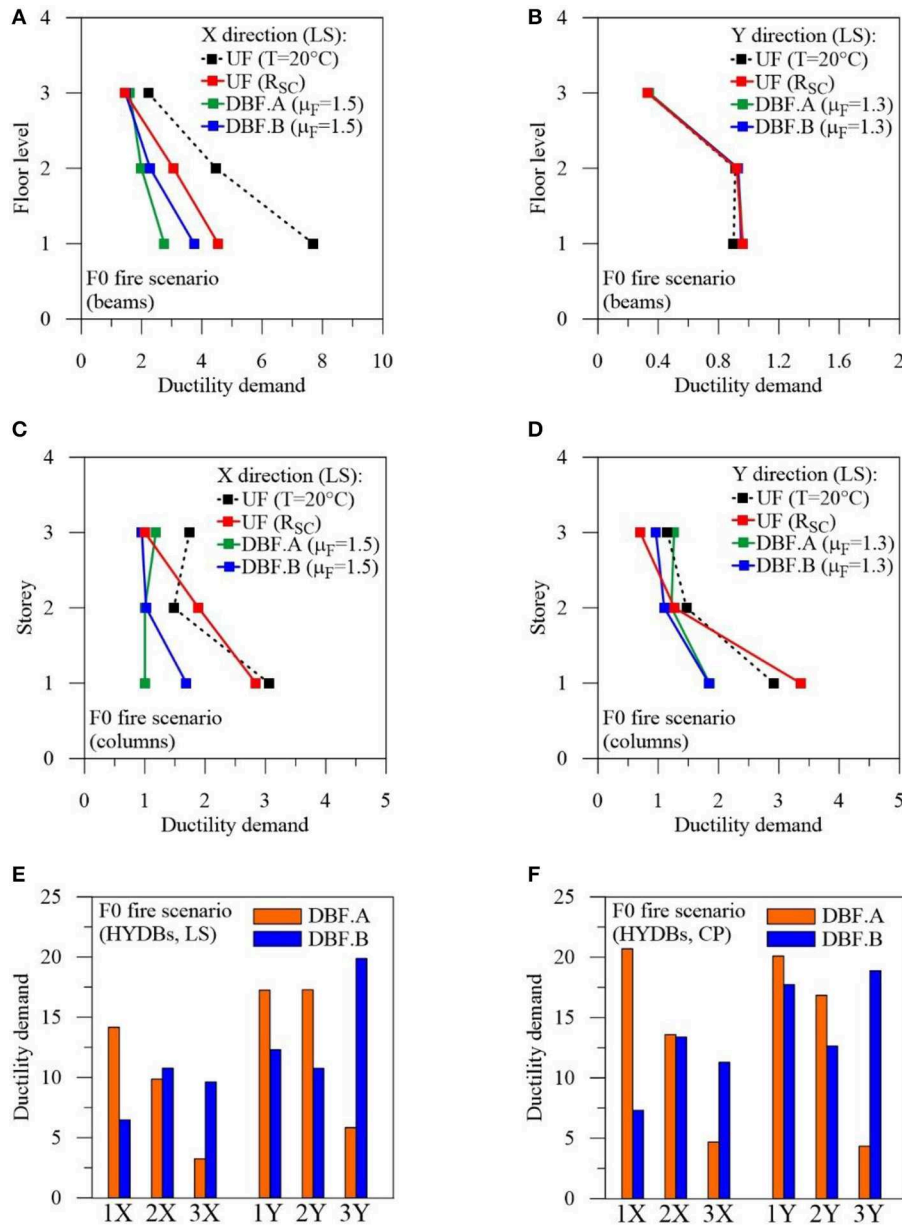 A
X direction (LS):
UF (T=20°C)
UF (RSC)
DBF.A (μF=1.5)
DBF.B (μF=1.5)
4
3
2
1
0
Floor level
F0 fire scenario
(beams)
0 2 4 6 8 10
Ductility demand
B
Y direction (LS):
UF (T=20°C)
UF (RSC)
DBF.A (μF=1.3)
DBF.B (μF=1.3)
4
3
2
1
0
Floor level
F0 fire scenario
(beams)
0 0.4 0.8 1.2 1.6 2
Ductility demand
C
X direction (LS):
UF (T=20°C)
UF (RSC)
DBF.A (μF=1.5)
DBF.B (μF=1.5)
4
3
2
1
0
Storey
F0 fire scenario
(columns)
0 1 2 3 4 5
Ductility demand
D
Y direction (LS):
UF (T=20°C)
UF (RSC)
DBF.A (μF=1.3)
DBF.B (μF=1.3)
4
3
2
1
0
Storey
F0 fire scenario
(columns)
0 1 2 3 4 5
Ductility demand
E
F0 fire scenario
(HYDBs, LS)
DBF.A
DBF.B
25
20
15
10
5
0
Ductility demand
1X 2X 3X 1Y 2Y 3Y
F
F0 fire scenario
(HYDBs, CP)
DBF.A
DBF.B
25
20
15
10
5
0
Ductility demand
1X 2X 3X 1Y 2Y 3Y